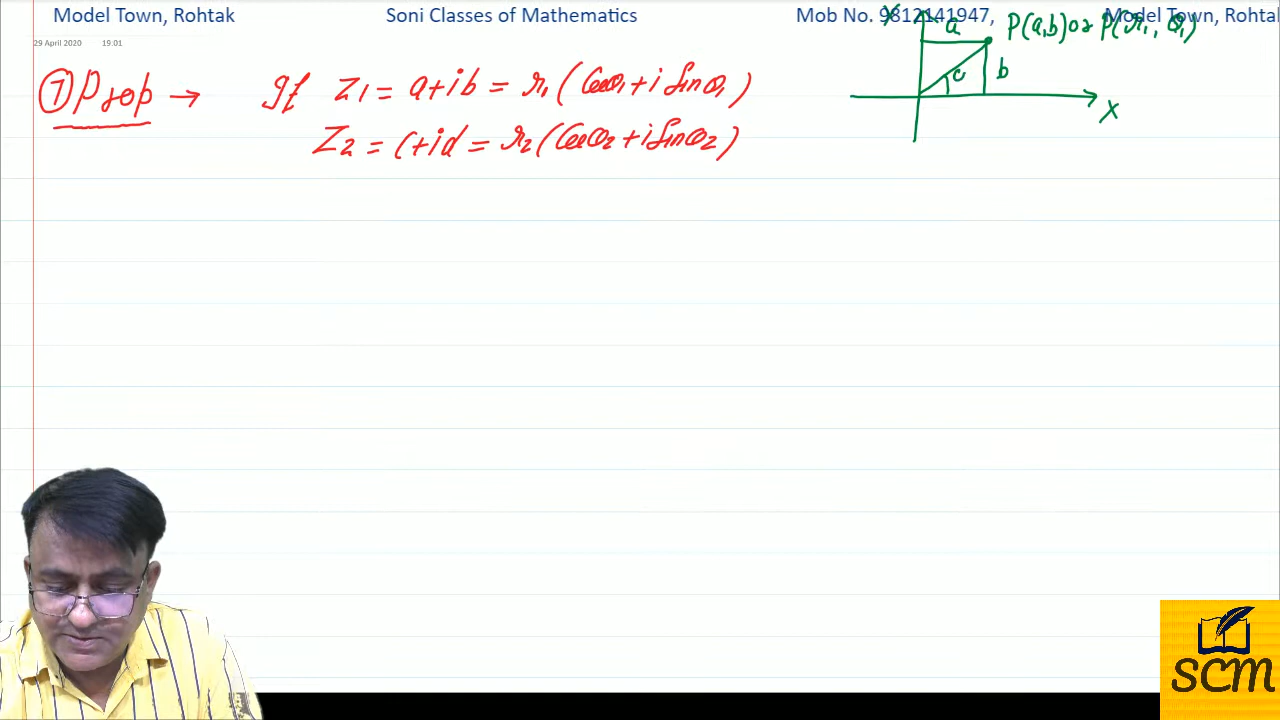 Model Town, Rohtak Soni Classes of Mathematics Mob No. 9812141947, Model Town, Rohtak
29 April 2020 19:01
Y
a
P(a,b) or P(r₁, θ₁)
b
X
⑦ Prop → If Z₁ = a+ib = r₁(Cosθ₁+i Sinθ₁)
Z₂ = C+id = r₂(Cosθ₂+i Sinθ₂)
SCM